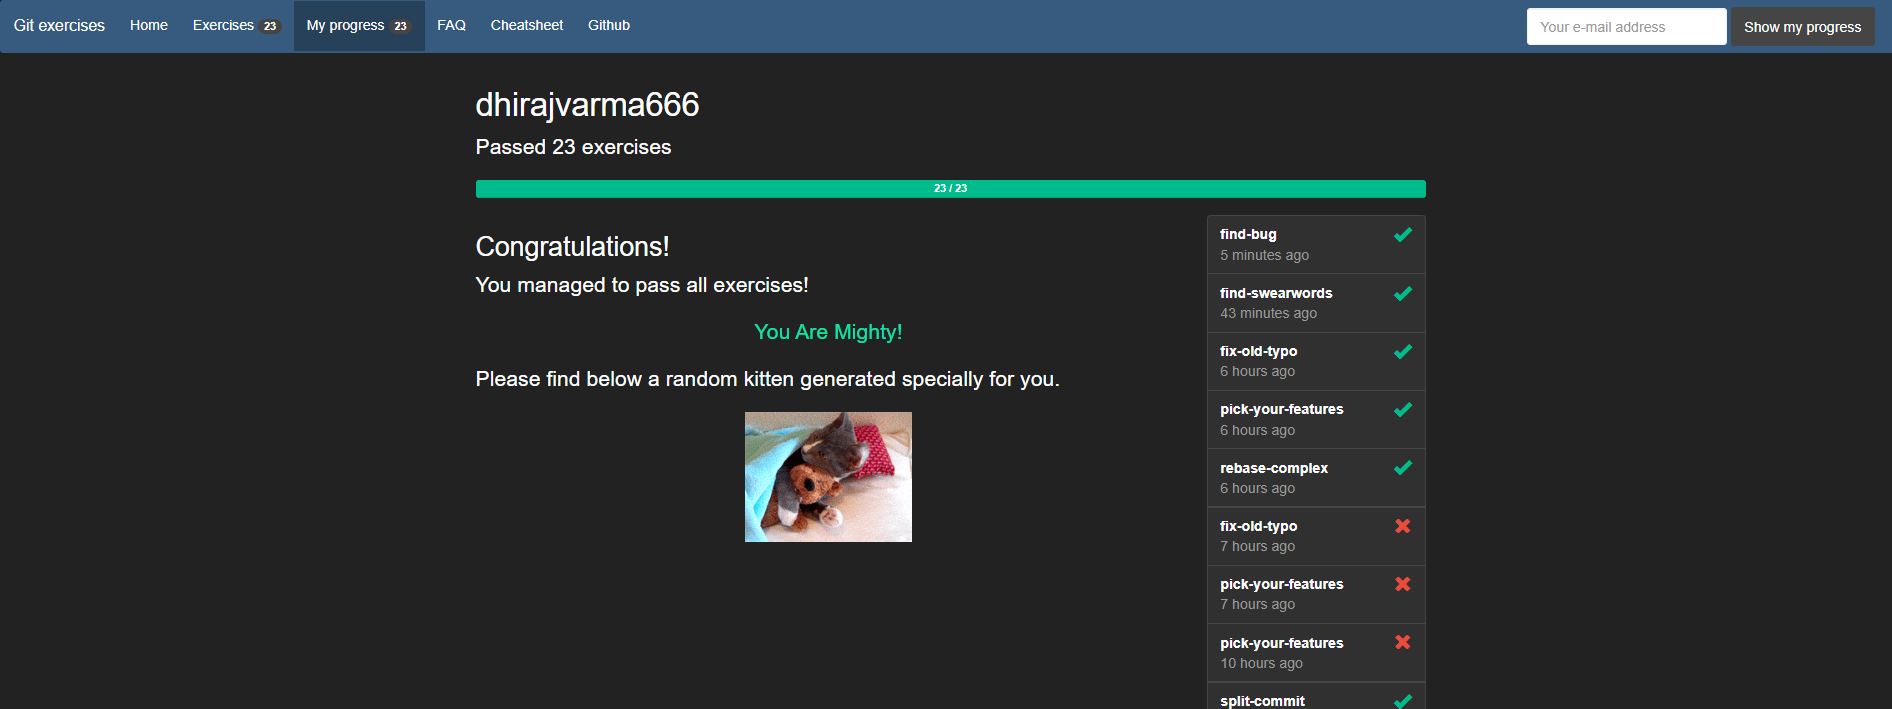 Git exercises Home Exercises 23 My progress 23 FAQ Cheatsheet Github Your e-mail address Show my progress
dhirajvarma666
Passed 23 exercises
23 / 23
Congratulations!
You managed to pass all exercises!
You Are Mighty!
Please find below a random kitten generated specially for you.
find-bug
5 minutes ago
find-swearwords
43 minutes ago
fix-old-typo
6 hours ago
pick-your-features
6 hours ago
rebase-complex
6 hours ago
fix-old-typo
7 hours ago
pick-your-features
7 hours ago
pick-your-features
10 hours ago
split-commit